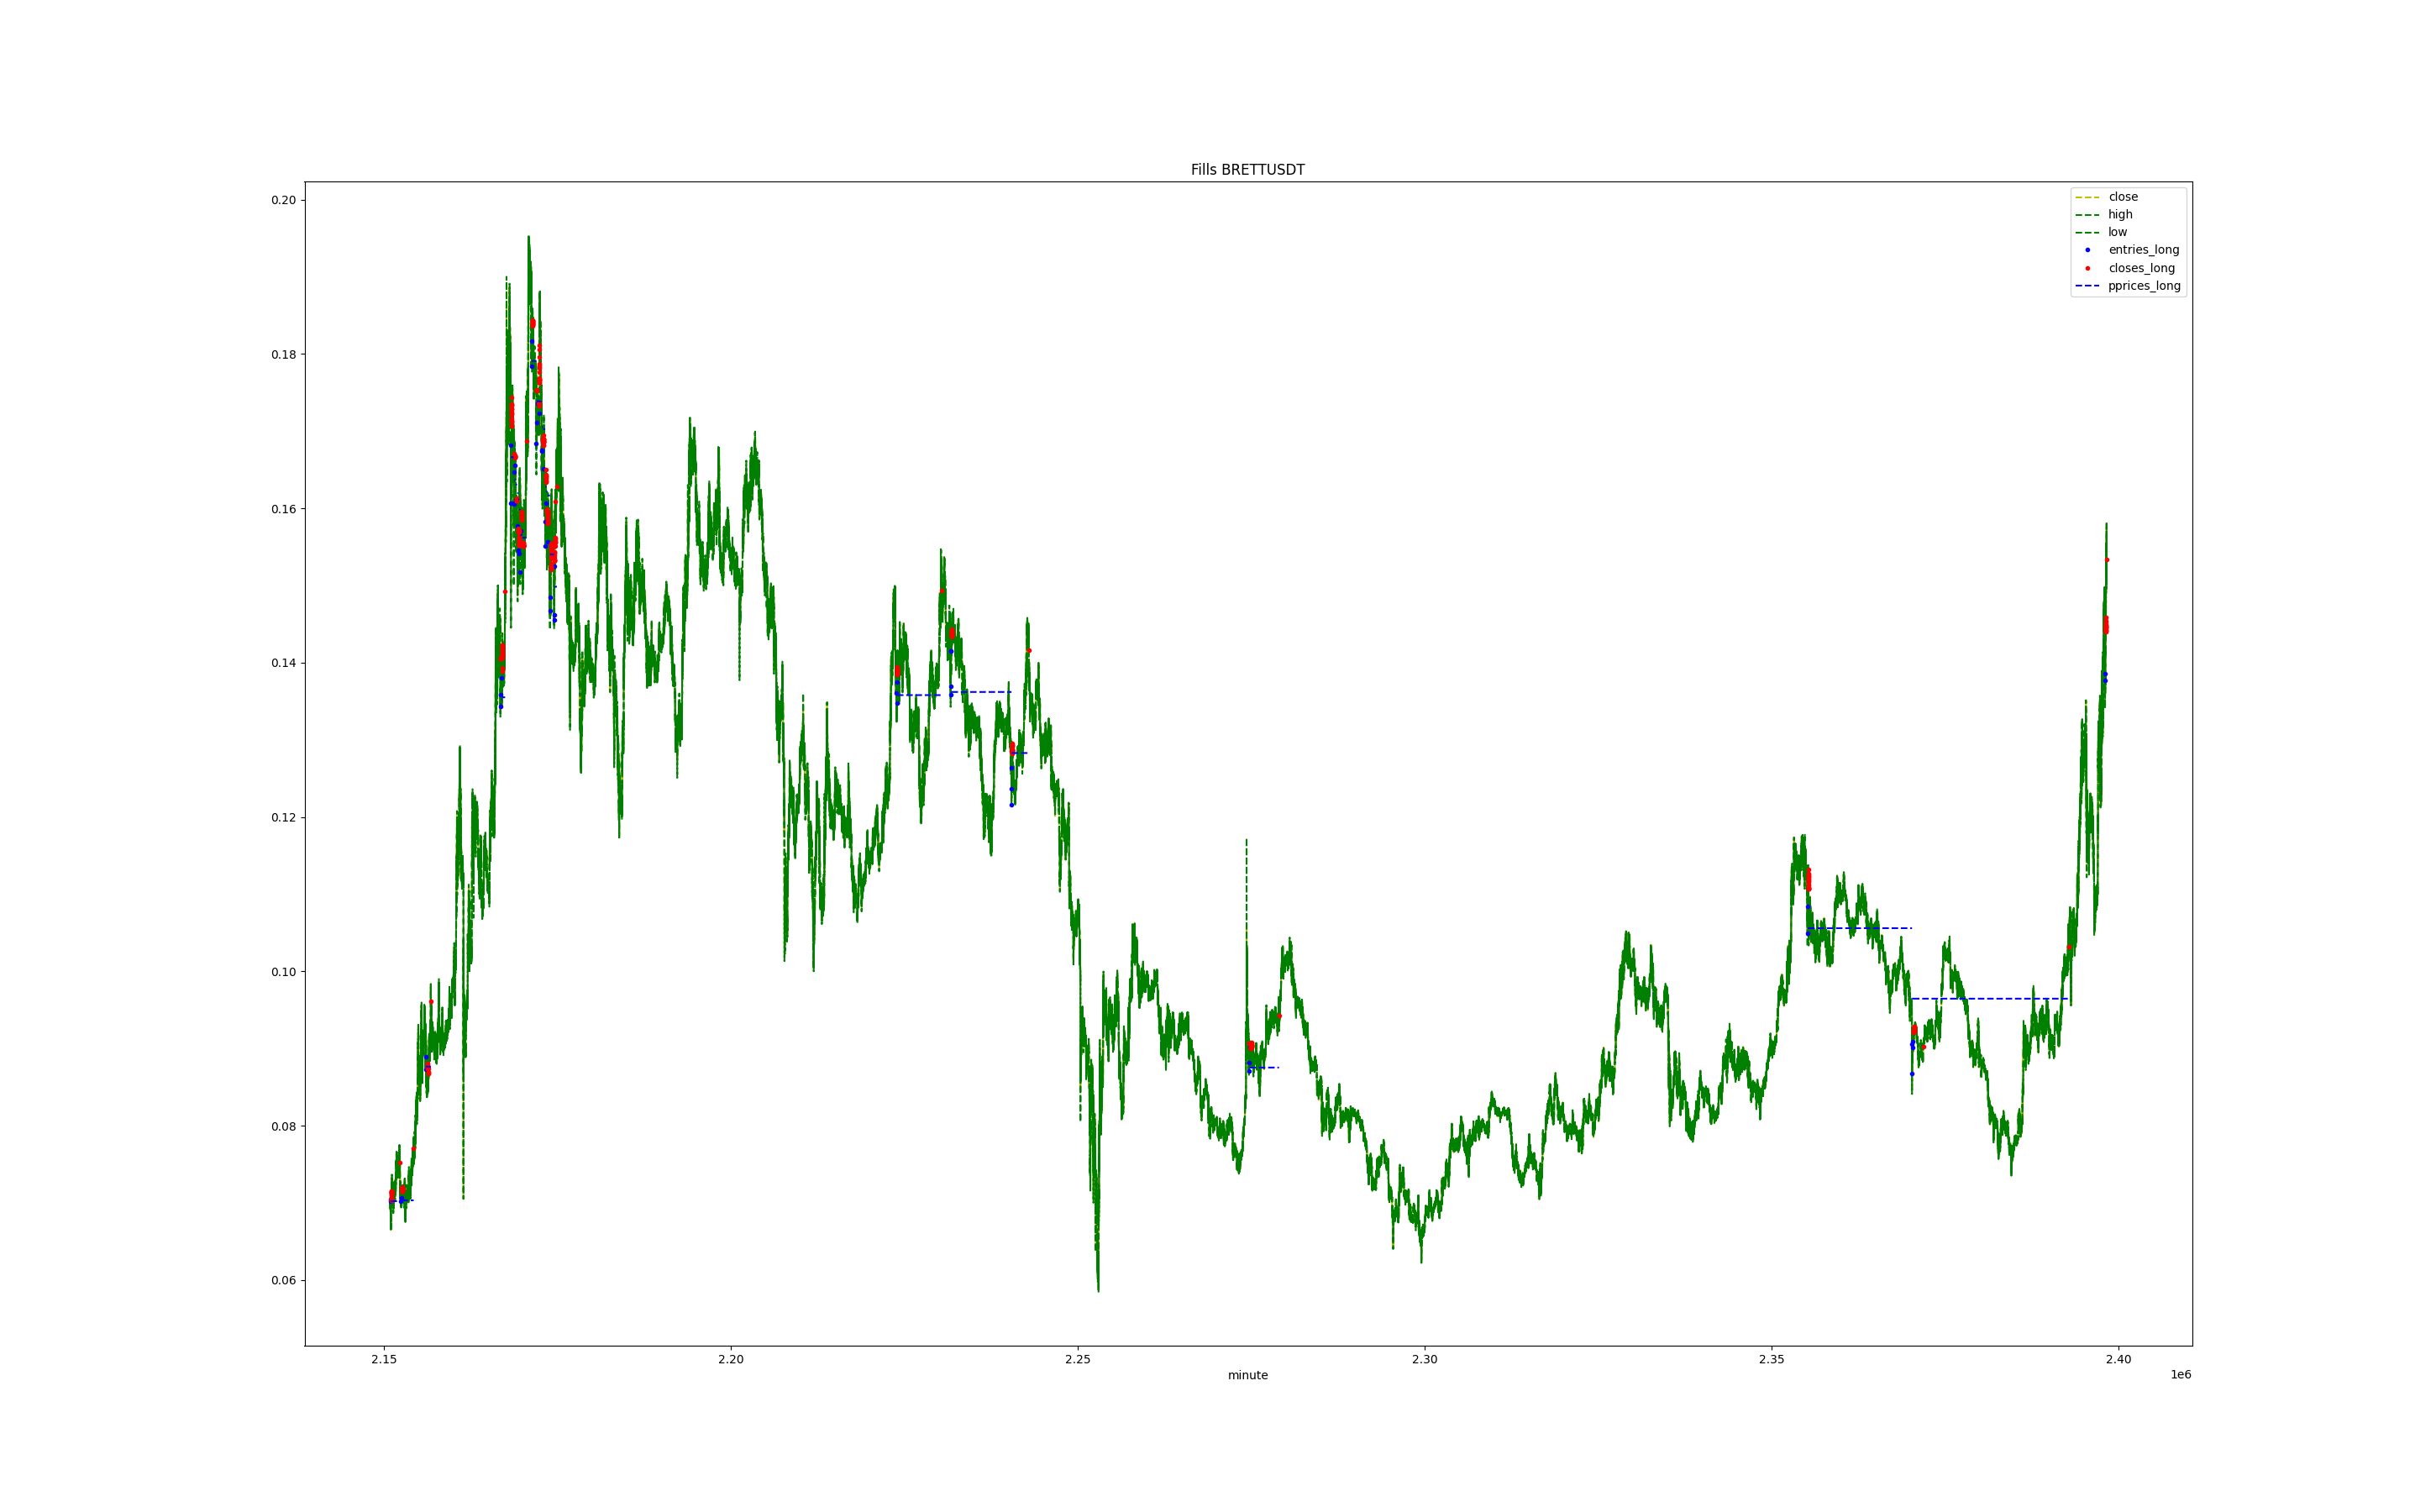 Fills BRETTUSDT
0.20
0.18
0.16
0.14
0.12
0.10
0.08
0.06
close
high
low
entries_long
closes_long
pprices_long
2.15 2.20 2.25 2.30 2.35 2.40
minute
1e6